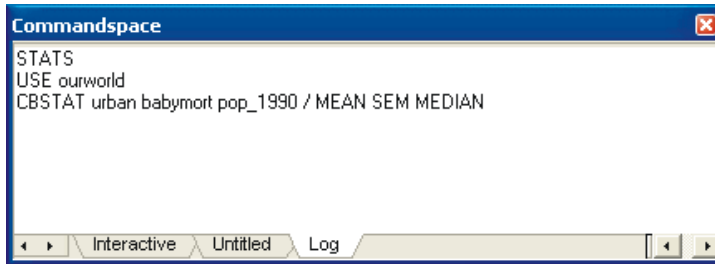 Commandspace
STATS
USE ourworld
CBSTAT urban babymort pop_1990 / MEAN SEM MEDIAN
Interactive Untitled Log